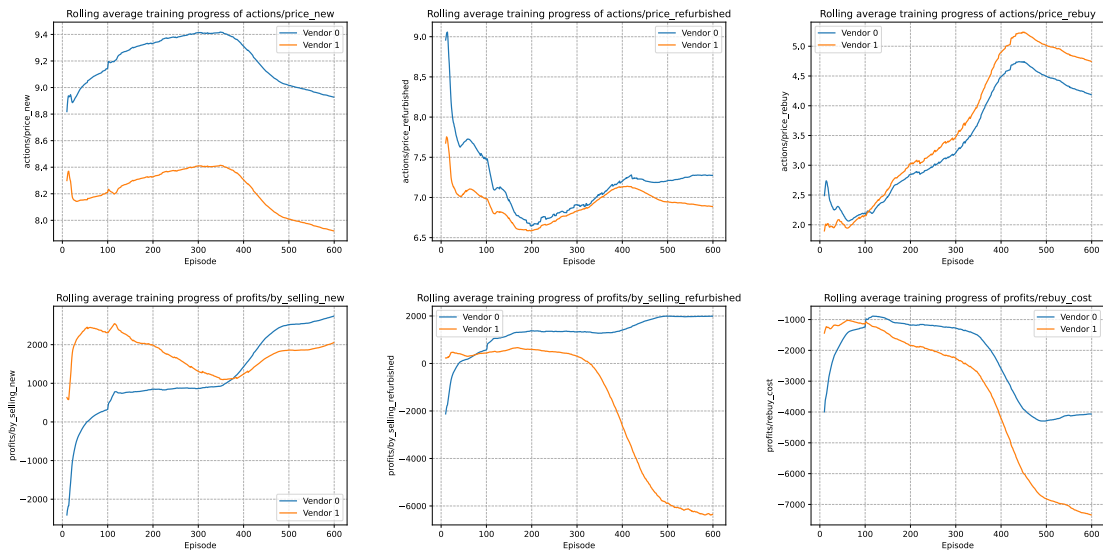 Rolling average training progress of actions/price_new
actions/price_new
9.4
9.2
9.0
8.8
8.6
8.4
8.2
8.0
0 100 200 300 400 500 600
Episode
Vendor 0
Vendor 1
Rolling average training progress of actions/price_refurbished
actions/price_refurbished
9.0
8.5
8.0
7.5
7.0
6.5
0 100 200 300 400 500 600
Episode
Vendor 0
Vendor 1
Rolling average training progress of actions/price_rebuy
actions/price_rebuy
5.0
4.5
4.0
3.5
3.0
2.5
2.0
0 100 200 300 400 500 600
Episode
Vendor 0
Vendor 1
Rolling average training progress of profits/by_selling_new
profits/by_selling_new
2000
1000
0
−1000
−2000
0 100 200 300 400 500 600
Episode
Vendor 0
Vendor 1
Rolling average training progress of profits/by_selling_refurbished
profits/by_selling_refurbished
2000
0
−2000
−4000
−6000
0 100 200 300 400 500 600
Episode
Vendor 0
Vendor 1
Rolling average training progress of profits/rebuy_cost
profits/rebuy_cost
−1000
−2000
−3000
−4000
−5000
−6000
−7000
0 100 200 300 400 500 600
Episode
Vendor 0
Vendor 1